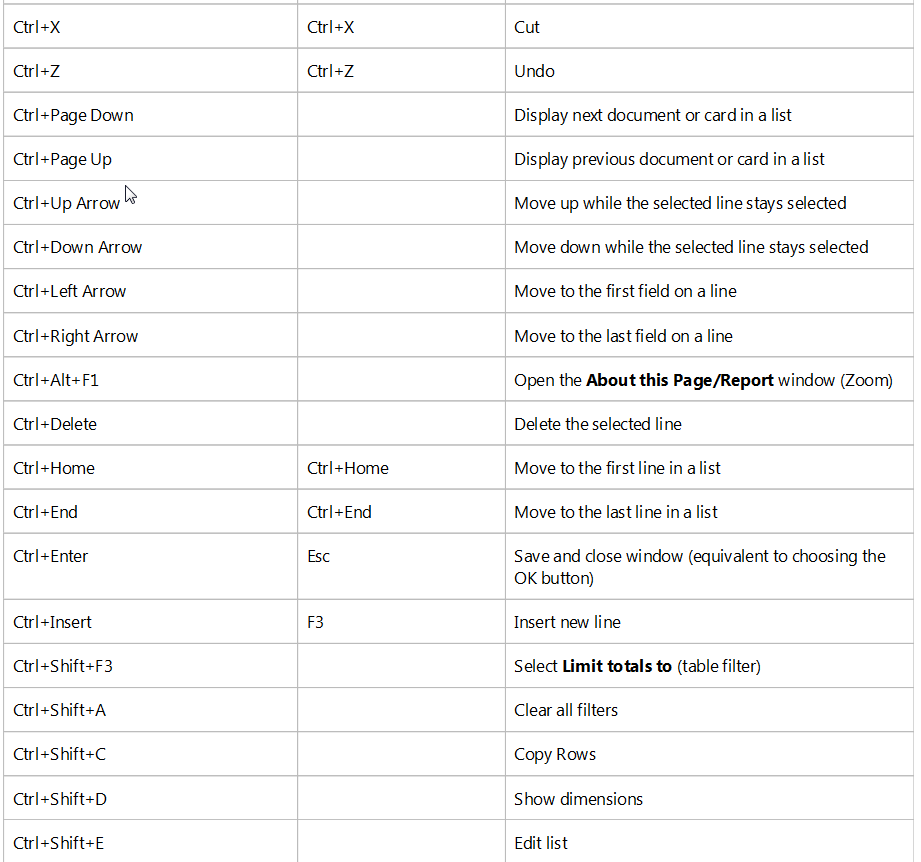 Ctrl+X Ctrl+X Cut
Ctrl+Z Ctrl+Z Undo
Ctrl+Page Down Display next document or card in a list
Ctrl+Page Up Display previous document or card in a list
Ctrl+Up Arrow Move up while the selected line stays selected
Ctrl+Down Arrow Move down while the selected line stays selected
Ctrl+Left Arrow Move to the first field on a line
Ctrl+Right Arrow Move to the last field on a line
Ctrl+Alt+F1 Open the About this Page/Report window (Zoom)
Ctrl+Delete Delete the selected line
Ctrl+Home Ctrl+Home Move to the first line in a list
Ctrl+End Ctrl+End Move to the last line in a list
Ctrl+Enter Esc Save and close window (equivalent to choosing the
OK button)
Ctrl+Insert F3 Insert new line
Ctrl+Shift+F3 Select Limit totals to (table filter)
Ctrl+Shift+A Clear all filters
Ctrl+Shift+C Copy Rows
Ctrl+Shift+D Show dimensions
Ctrl+Shift+E Edit list